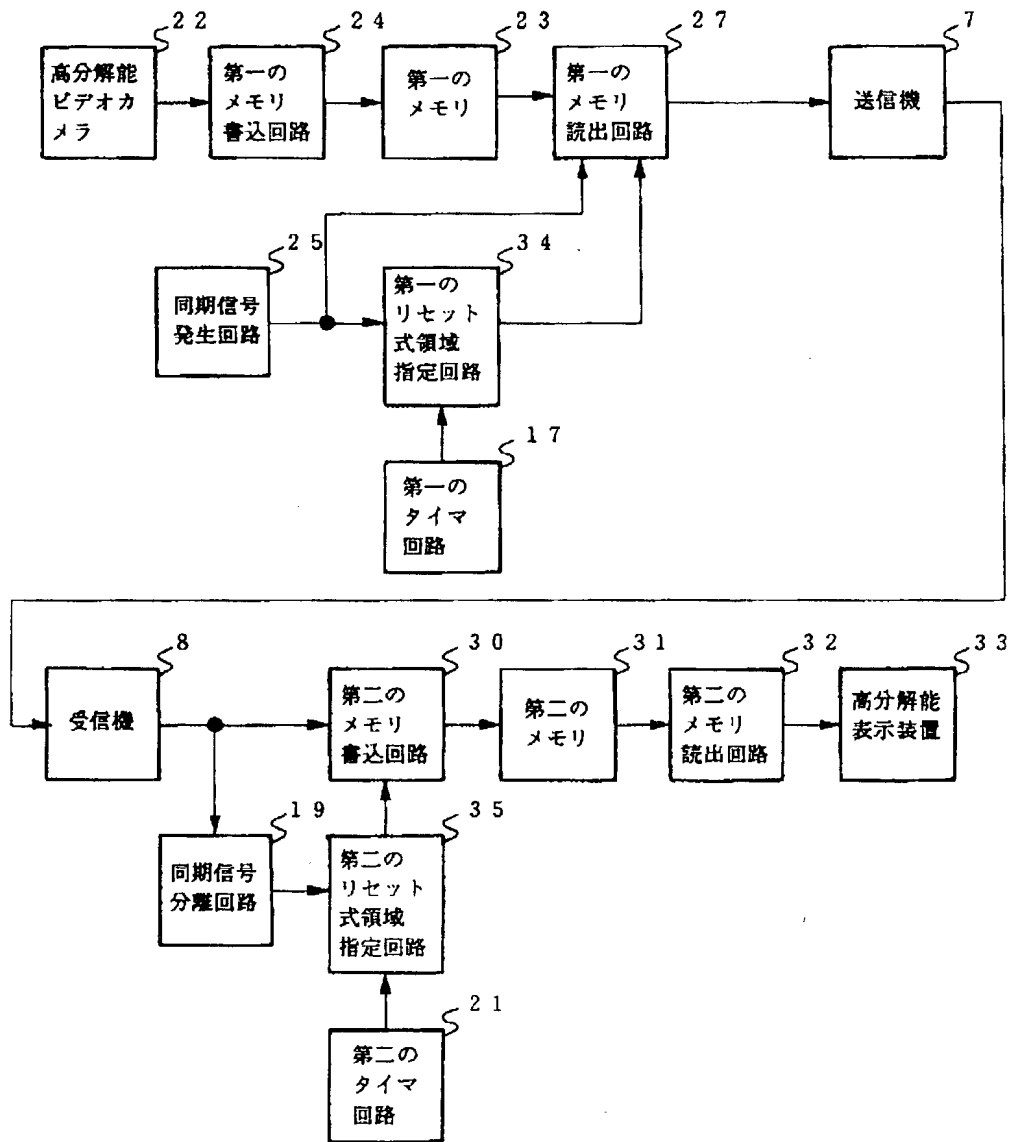 ２２
高分解能
ビデオカ
メラ
２４
第一の
メモリ
書込回路
２３
第一の
メモリ
２７
第一の
メモリ
読出回路
７
送信機
２５
同期信号
発生回路
３４
第一の
リセット
式領域
指定回路
１７
第一の
タイマ
回路
８
受信機
３０
第二の
メモリ
書込回路
３１
第二の
メモリ
３２
第二の
メモリ
読出回路
３３
高分解能
表示装置
１９
同期信号
分離回路
３５
第二の
リセット
式領域
指定回路
２１
第二の
タイマ
回路